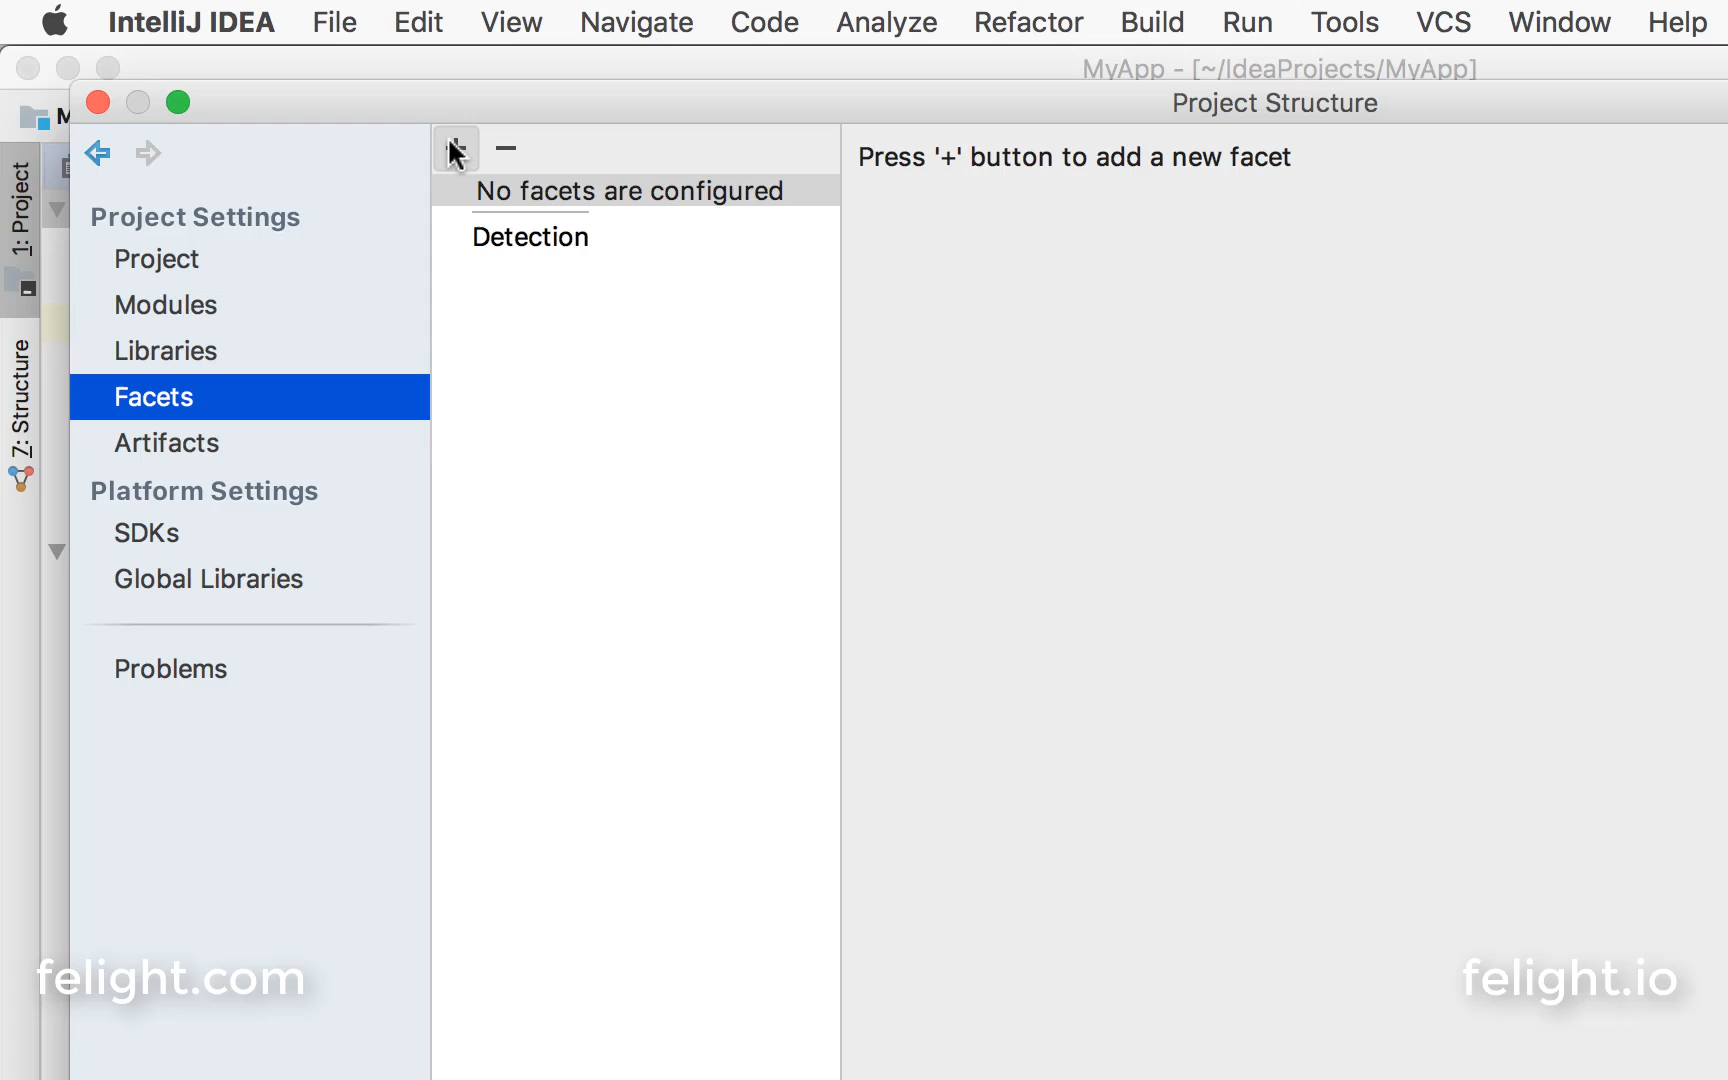 IntelliJ IDEA File Edit View Navigate Code Analyze Refactor Build Run Tools VCS Window Help
MyApp - [~/IdeaProjects/MyApp]
Project Structure
M
1: Project
7: Structure
Project Settings
Project
Modules
Libraries
Facets
Artifacts
Platform Settings
SDKs
Global Libraries
Problems
No facets are configured
Detection
Press '+' button to add a new facet
felight.com
felight.io